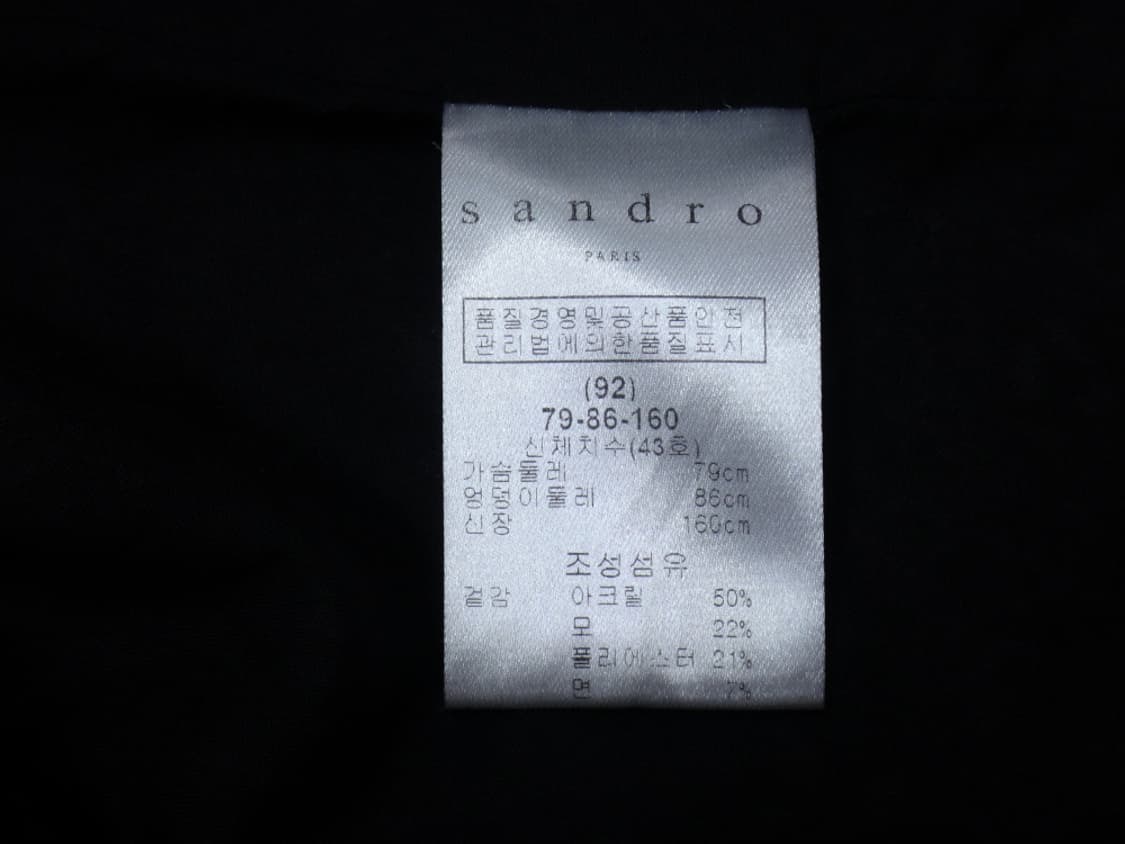 sandro
PARIS
품질경영및공산품안전
관리법에의한품질표시
(92)
79-86-160
신체치수(43호)
가슴둘레 79cm
엉덩이둘레 86cm
신장 160cm
조성섬유
겉감 아크릴 50%
모 22%
폴리에스터 21%
면 7%